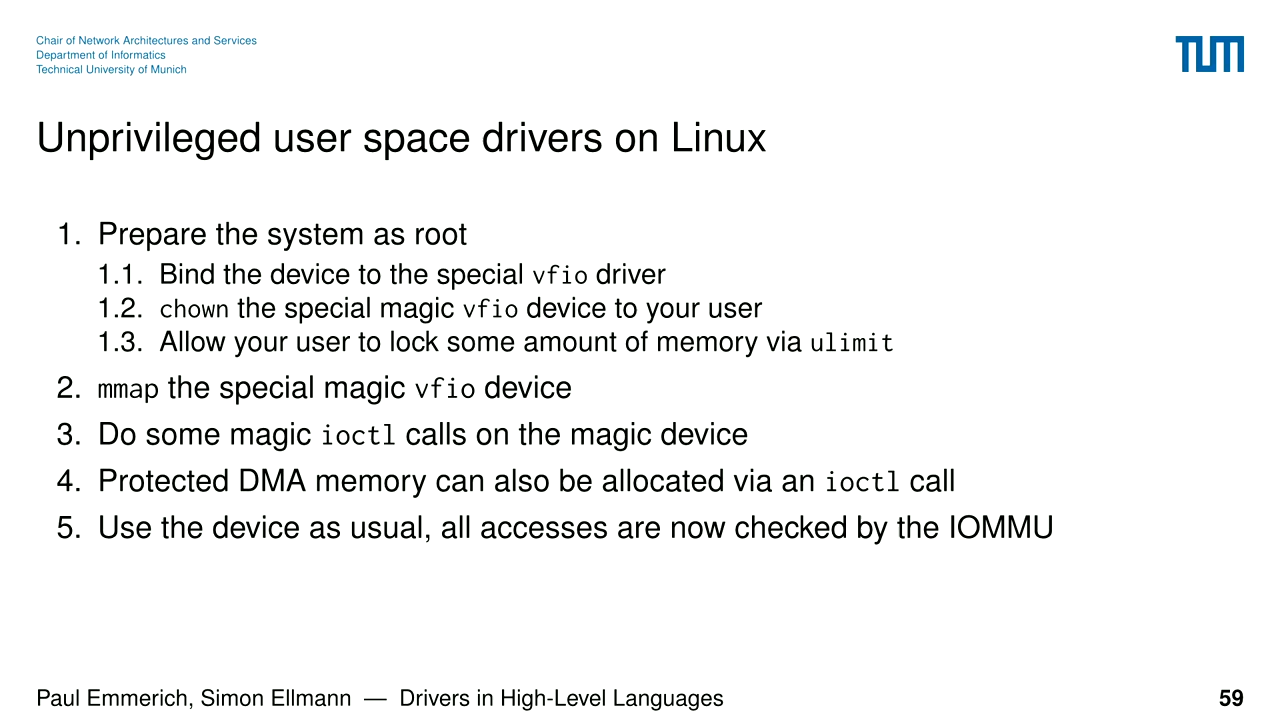 Chair of Network Architectures and Services
Department of Informatics
Technical University of Munich
TUM
Unprivileged user space drivers on Linux
1. Prepare the system as root
1.1. Bind the device to the special vfio driver
1.2. chown the special magic vfio device to your user
1.3. Allow your user to lock some amount of memory via ulimit
2. mmap the special magic vfio device
3. Do some magic ioctl calls on the magic device
4. Protected DMA memory can also be allocated via an ioctl call
5. Use the device as usual, all accesses are now checked by the IOMMU
Paul Emmerich, Simon Ellmann — Drivers in High-Level Languages 59